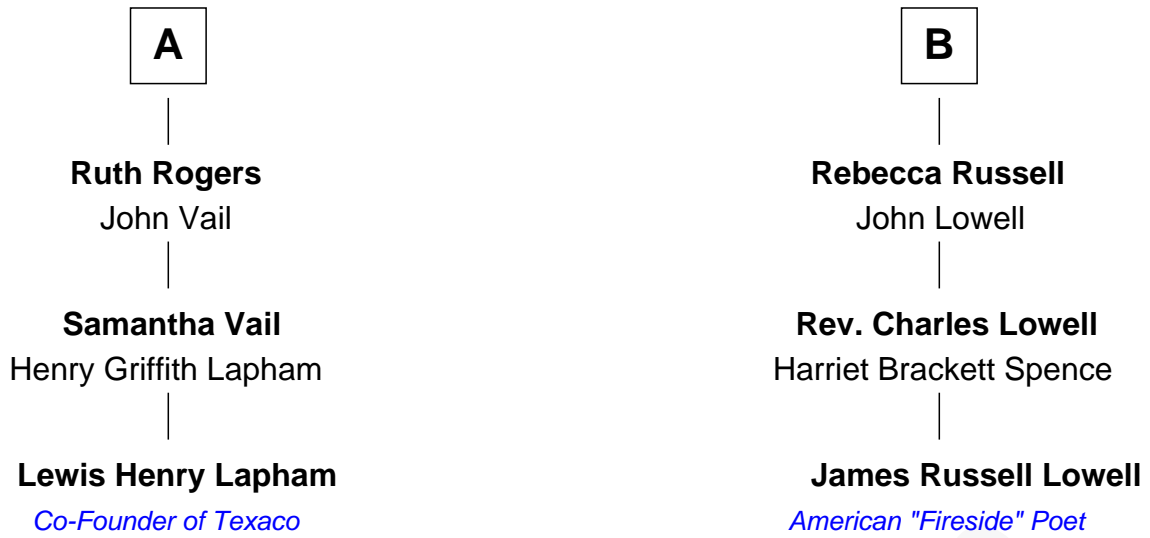 A
Ruth Rogers
John Vail
Samantha Vail
Henry Griffith Lapham
Lewis Henry Lapham
Co-Founder of Texaco
B
Rebecca Russell
John Lowell
Rev. Charles Lowell
Harriet Brackett Spence
James Russell Lowell
American "Fireside" Poet